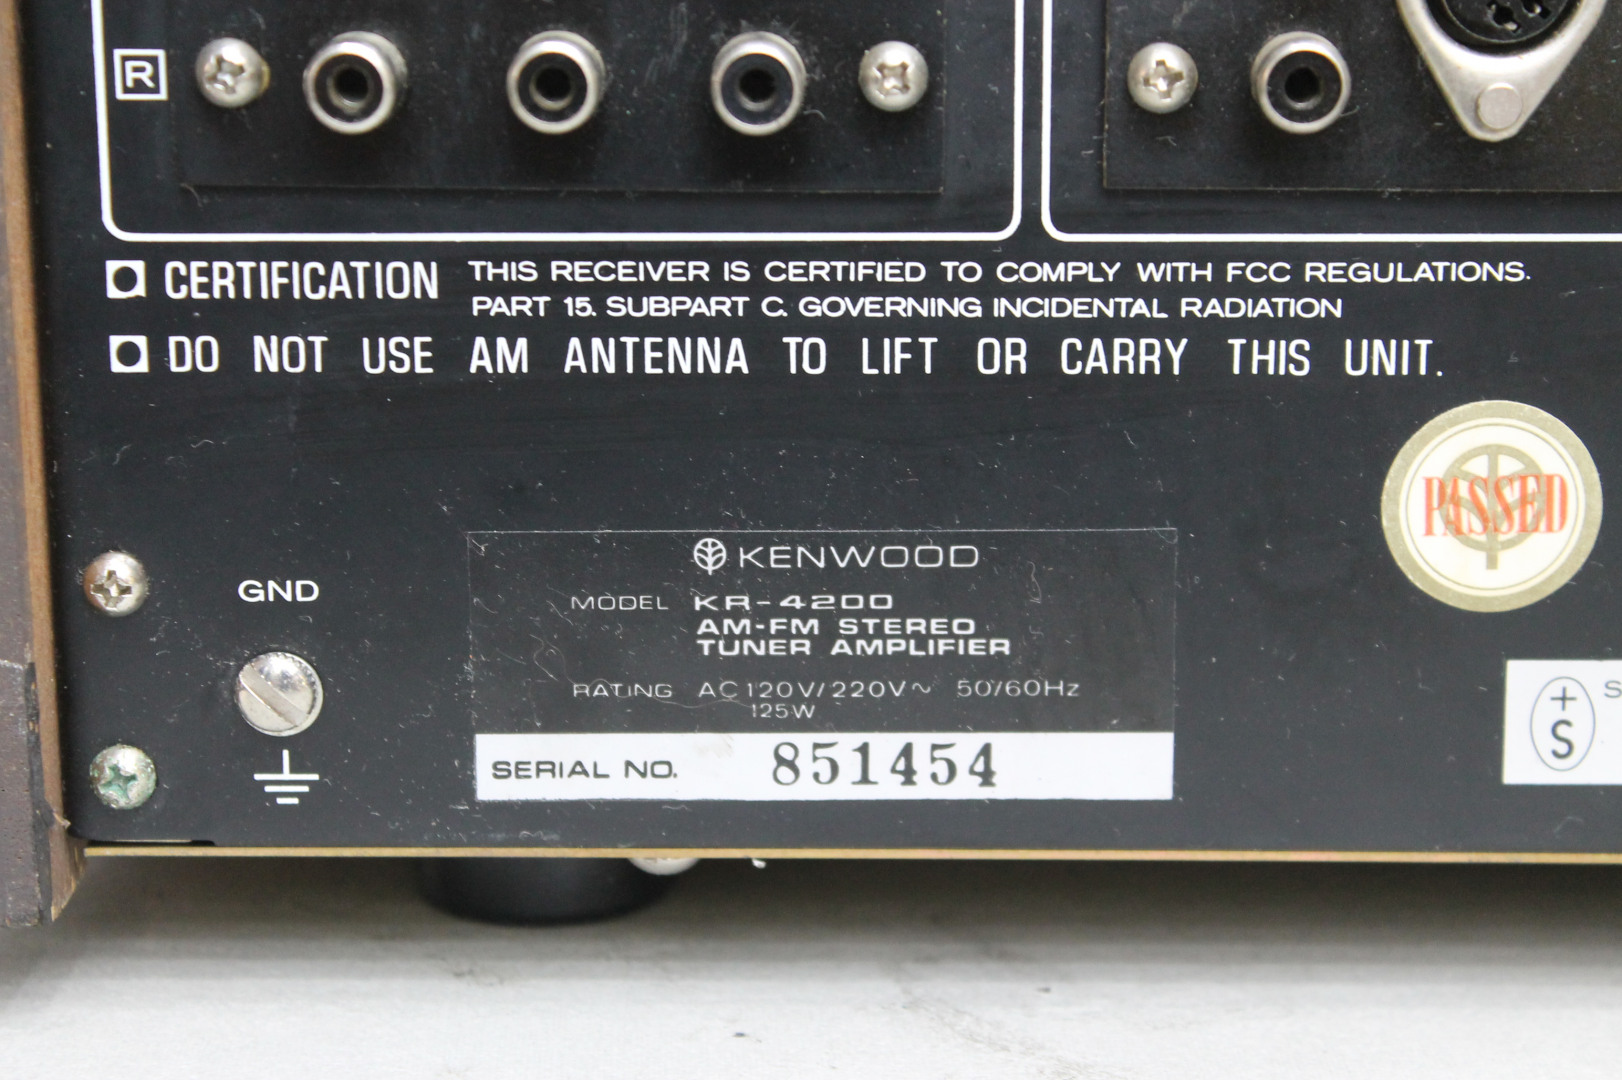 R
CERTIFICATION THIS RECEIVER IS CERTIFIED TO COMPLY WITH FCC REGULATIONS.
PART 15. SUBPART C. GOVERNING INCIDENTAL RADIATION
DO NOT USE AM ANTENNA TO LIFT OR CARRY THIS UNIT.
PASSED
GND
KENWOOD
MODEL KR-4200
AM-FM STEREO
TUNER AMPLIFIER
RATING AC 120V/220V~ 50/60Hz
125W
SERIAL NO. 851454
+S
S